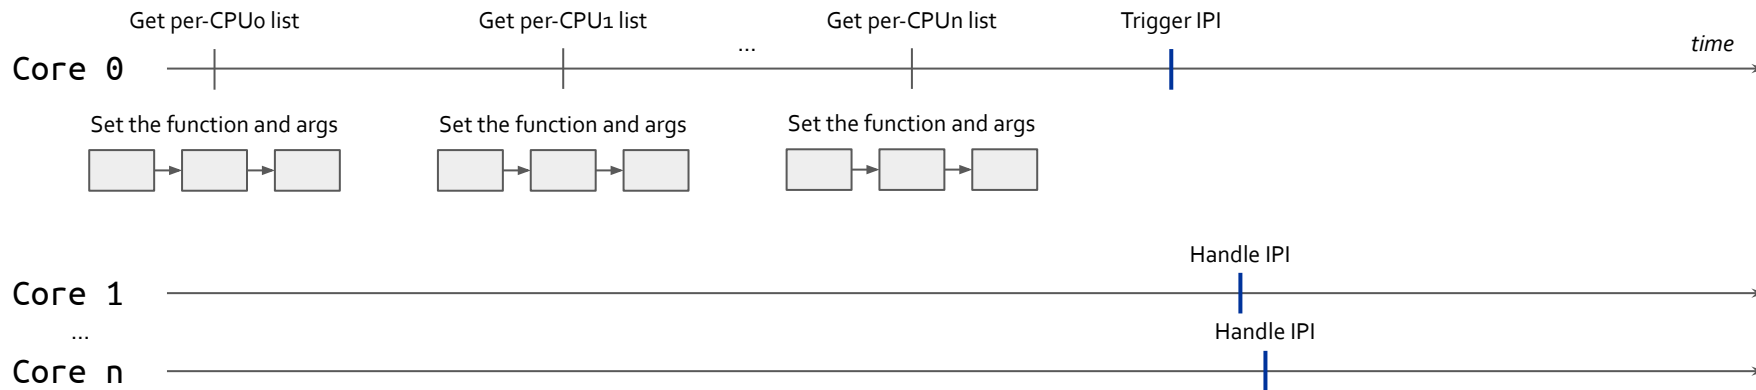 Get per-CPU0 list
Get per-CPU1 list
...
Get per-CPUn list
Trigger IPI
time
Core 0
Set the function and args
Set the function and args
Set the function and args
Handle IPI
Core 1
...
Handle IPI
Core n